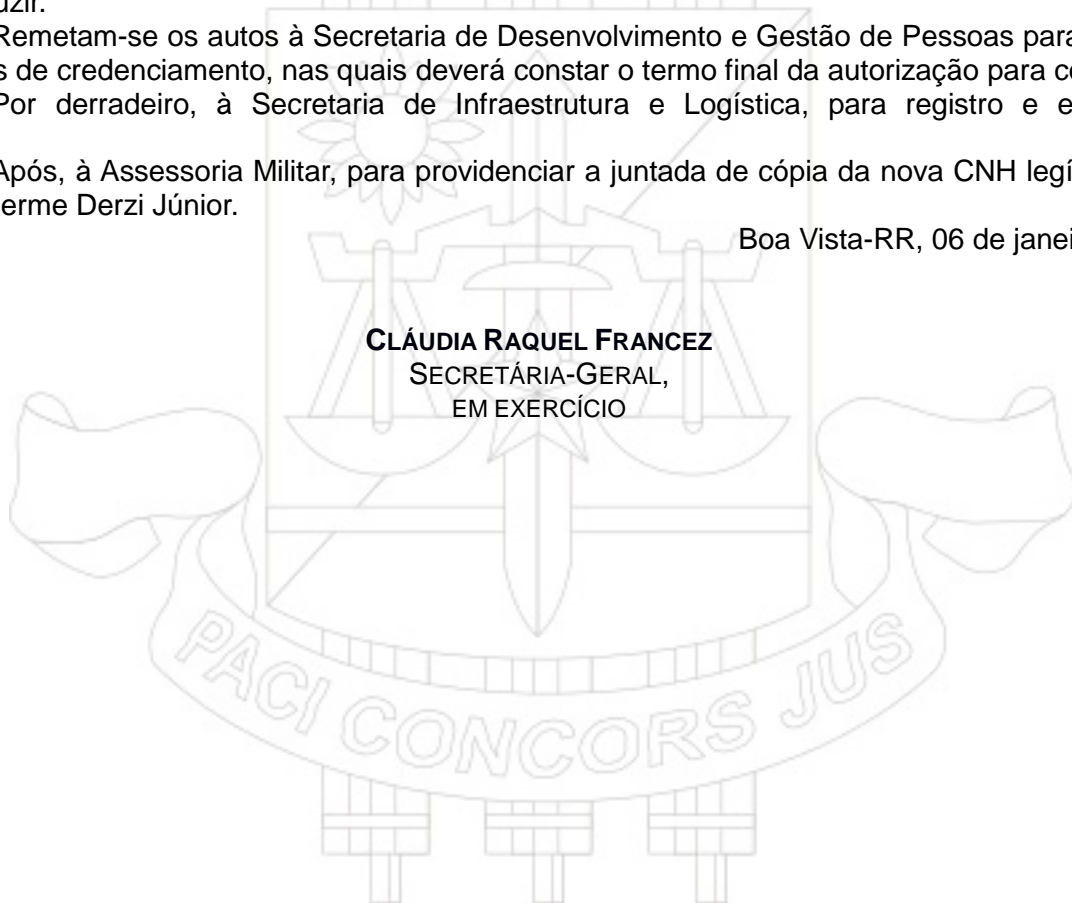 uzir.
Remetam-se os autos à Secretaria de Desenvolvimento e Gestão de Pessoas para
s de credenciamento, nas quais deverá constar o termo final da autorização para
Por derradeiro, à Secretaria de Infraestrutura e Logística, para registro e e
Após, à Assessoria Militar, para providenciar a juntada de cópia da nova CNH
erme Derzi Júnior.
Boa Vista-RR, 06 de
CLÁUDIA RAQUEL FRANCEZ
SECRETÁRIA-GERAL,
EM EXERCÍCIO
PACI CONCORS JUS